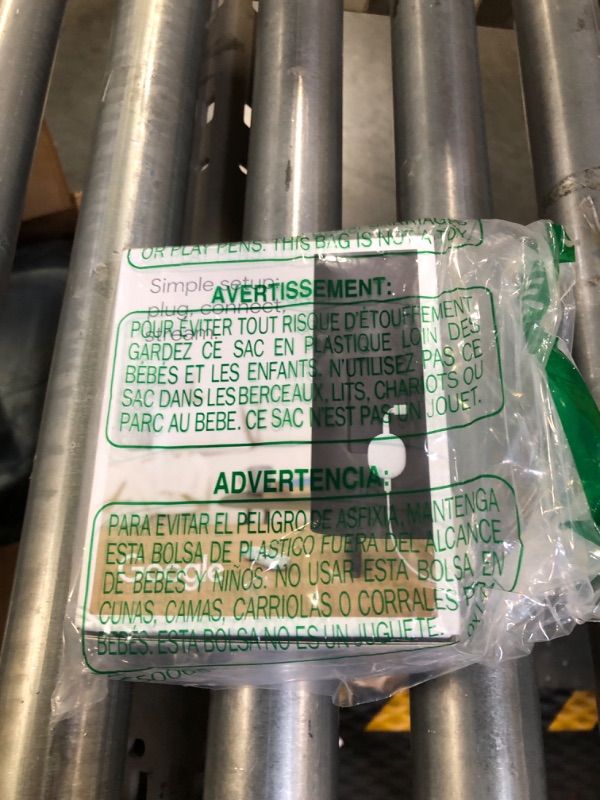 OR PLAY PENS. THIS BAG IS NOT A TOY.
Simple setup:
plug, connect,
stream.
AVERTISSEMENT:
POUR ÉVITER TOUT RISQUE D'ÉTOUFFEMENT,
GARDEZ CE SAC EN PLASTIQUE LOIN DES
BÉBÉS ET LES ENFANTS. N'UTILISEZ PAS CE
SAC DANS LES BERCEAUX, LITS, CHARIOTS OU
PARC AU BEBE. CE SAC N'EST PAS UN JOUET.
ADVERTENCIA:
PARA EVITAR EL PELIGRO DE ASFIXIA, MANTENGA
ESTA BOLSA DE PLASTICO FUERA DEL ALCANCE
DE BEBÉS Y NIÑOS. NO USAR ESTA BOLSA EN
CUNAS, CAMAS, CARRIOLAS O CORRALES
BEBÉS. ESTA BOLSA NO ES UN JUGUETE.
Google